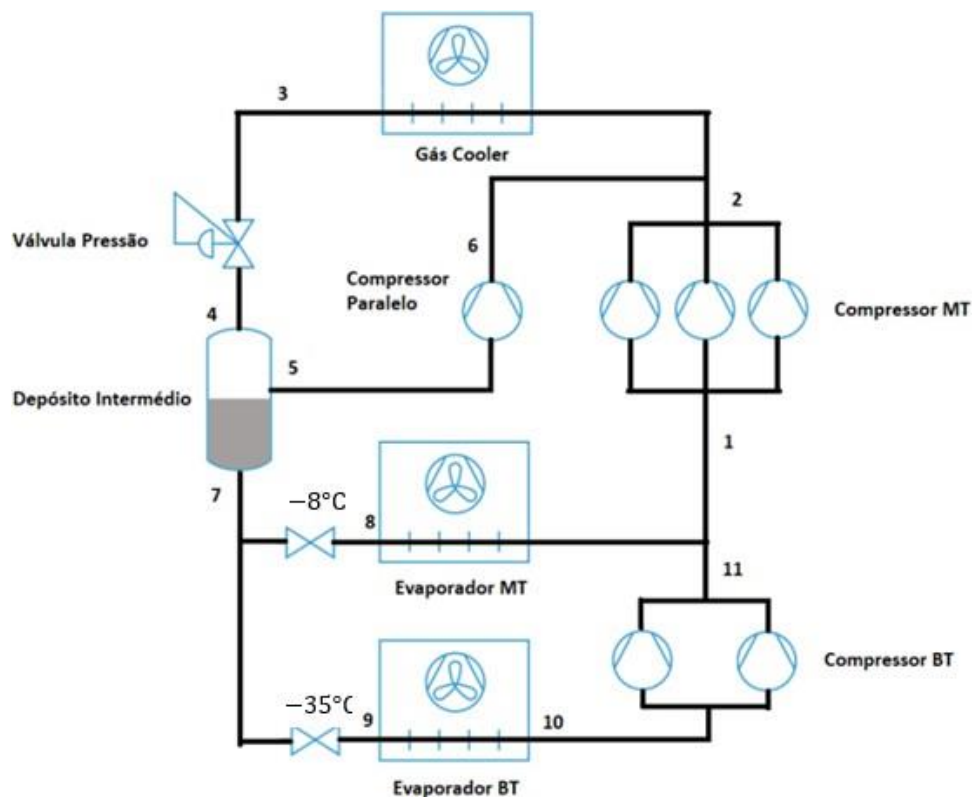 3
Gás Cooler
2
Válvula Pressão
6
Compressor
Paralelo
Compressor MT
4
5
Depósito Intermédio
1
7
−8°C
8
Evaporador MT
11
Compressor BT
−35°C
9
10
Evaporador BT